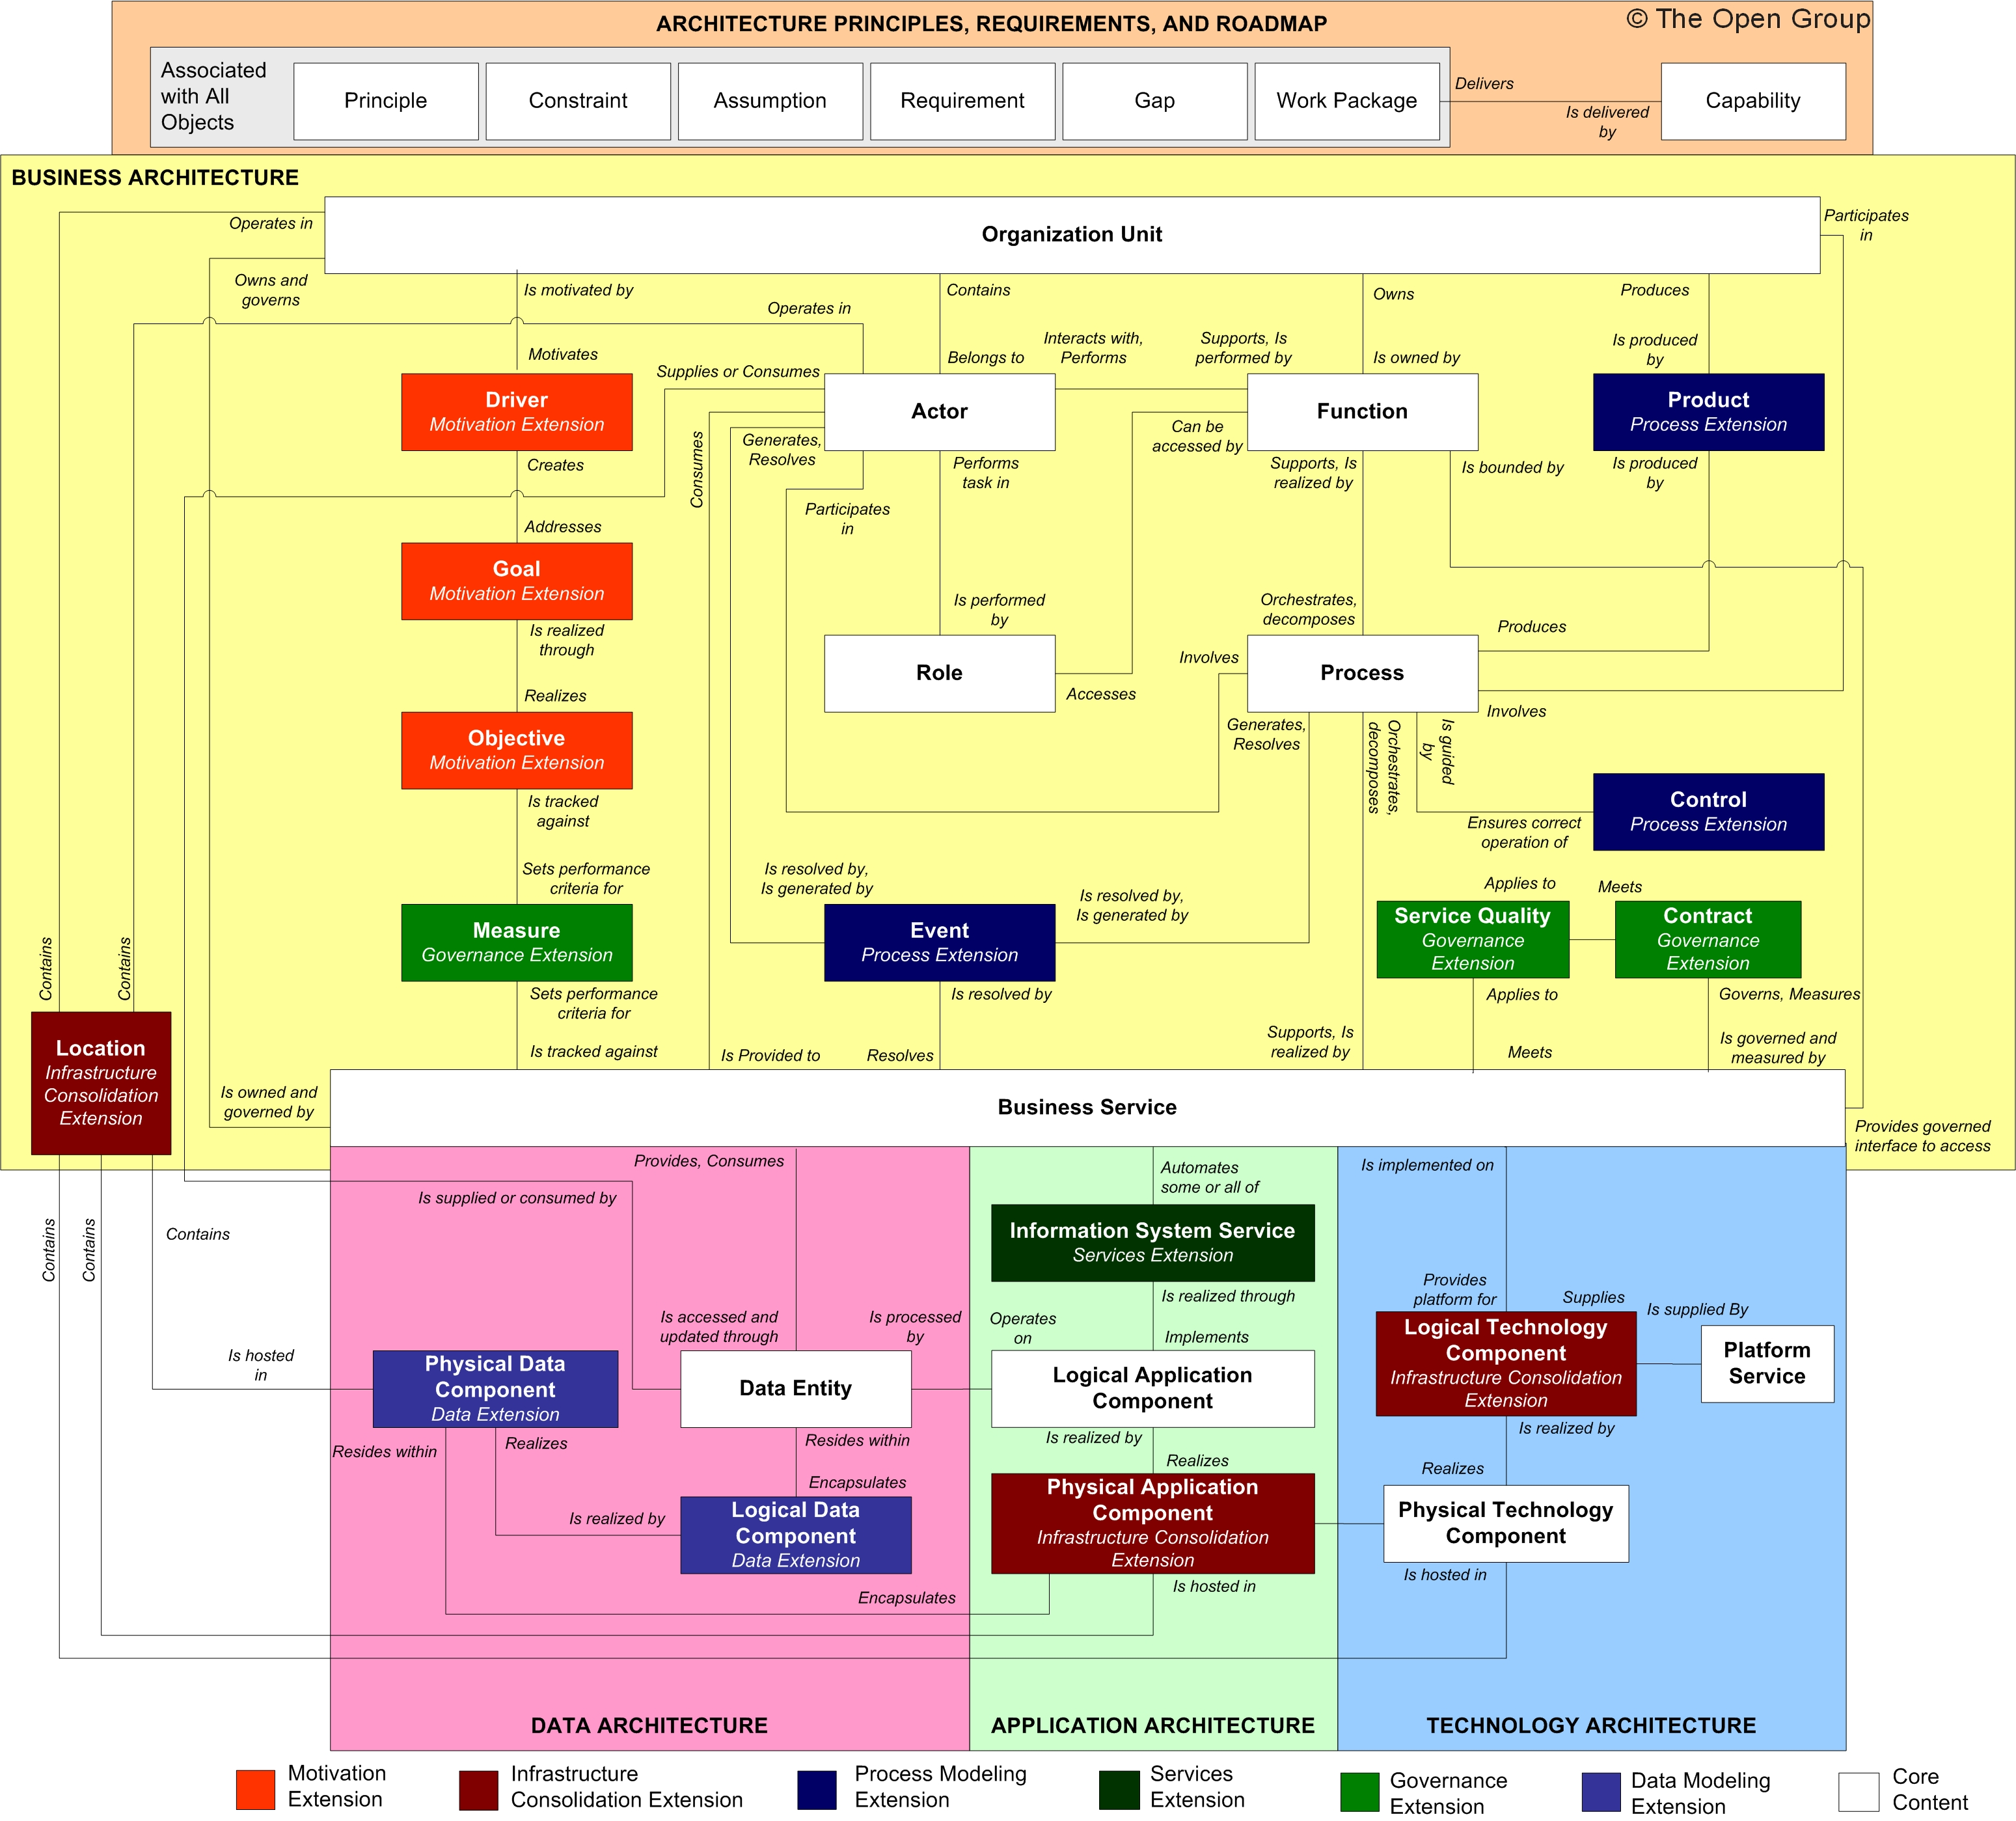 ARCHITECTURE PRINCIPLES, REQUIREMENTS, AND ROADMAP
© The Open Group
Associated
with All
Objects
Principle
Constraint
Assumption
Requirement
Gap
Work Package
Delivers
Is delivered
by
Capability
BUSINESS ARCHITECTURE
Operates in
Organization Unit
Participates
in
Owns and
governs
Is motivated by
Operates in
Contains
Owns
Produces
Motivates
Belongs to
Interacts with,
Performs
Supports, Is
performed by
Is owned by
Is produced
by
Supplies or Consumes
Driver
Motivation Extension
Actor
Function
Product
Process Extension
Creates
Consumes
Generates,
Resolves
Performs
task in
Can be
accessed by
Supports, Is
realized by
Is bounded by
Is produced
by
Participates
in
Addresses
Goal
Motivation Extension
Is realized
through
Is performed
by
Orchestrates,
decomposes
Produces
Realizes
Role
Accesses
Involves
Process
Involves
Objective
Motivation Extension
Generates,
Resolves
Orchestrates,
decomposes
Is guided
by
Is tracked
against
Control
Process Extension
Ensures correct
operation of
Sets performance
criteria for
Is resolved by,
Is generated by
Is resolved by,
Is generated by
Applies to
Meets
Measure
Governance Extension
Event
Process Extension
Service Quality
Governance
Extension
Contract
Governance
Extension
Contains
Contains
Sets performance
criteria for
Is resolved by
Applies to
Governs, Measures
Location
Infrastructure
Consolidation
Extension
Is tracked against
Is Provided to
Resolves
Supports, Is
realized by
Meets
Is governed and
measured by
Is owned and
governed by
Business Service
Provides governed
interface to access
Provides, Consumes
Is supplied or consumed by
Automates
some or all of
Is implemented on
Contains
Contains
Contains
Information System Service
Services Extension
Is realized through
Provides
platform for
Supplies
Is supplied By
Is accessed and
updated through
Is processed
by
Operates
on
Implements
Is hosted
in
Physical Data
Component
Data Extension
Data Entity
Logical Application
Component
Logical Technology
Component
Infrastructure Consolidation
Extension
Platform
Service
Resides within
Realizes
Resides within
Is realized by
Is realized by
Encapsulates
Realizes
Realizes
Is realized by
Logical Data
Component
Data Extension
Physical Application
Component
Infrastructure Consolidation
Extension
Physical Technology
Component
Encapsulates
Is hosted in
Is hosted in
DATA ARCHITECTURE
APPLICATION ARCHITECTURE
TECHNOLOGY ARCHITECTURE
Motivation
Extension
Infrastructure
Consolidation Extension
Process Modeling
Extension
Services
Extension
Governance
Extension
Data Modeling
Extension
Core
Content